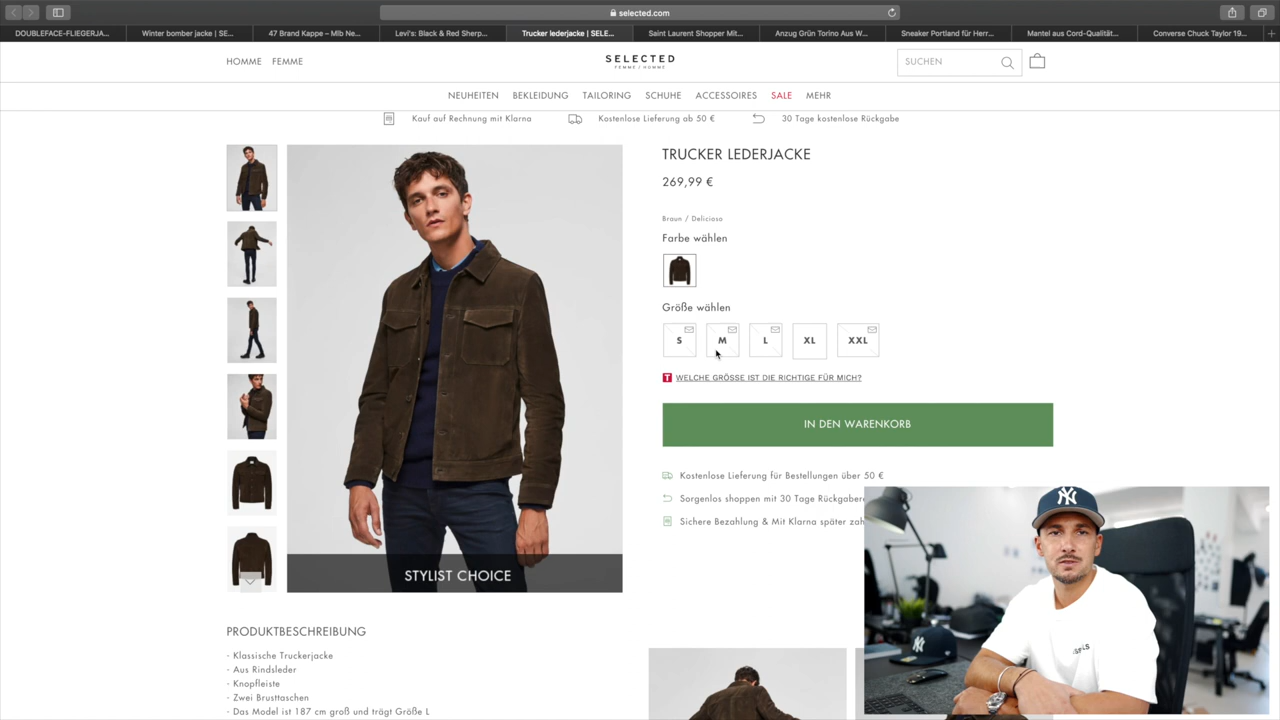 selected.com
DOUBLEFACE-FLIEGERJA...
Winter bomber jacke | SE...
47 Brand Kappe – Mlb Ne...
Levi's: Black & Red Sherp...
Trucker lederjacke | SELE...
Saint Laurent Shopper Mit...
Anzug Grün Torino Aus W...
Sneaker Portland für Herr...
Mantel aus Cord-Qualität...
Converse Chuck Taylor 19...
HOMME FEMME
SELECTED
FEMME / HOMME
SUCHEN
NEUHEITEN BEKLEIDUNG TAILORING SCHUHE ACCESSOIRES SALE MEHR
Kauf auf Rechnung mit Klarna
Kostenlose Lieferung ab 50 €
30 Tage kostenlose Rückgabe
TRUCKER LEDERJACKE
269,99 €
Braun / Delicioso
Farbe wählen
Größe wählen
S M L XL XXL
T WELCHE GRÖSSE IST DIE RICHTIGE FÜR MICH?
IN DEN WARENKORB
Kostenlose Lieferung für Bestellungen über 50 €
Sorgenlos shoppen mit 30 Tage
Sichere Bezahlung & Mit Klarna später
STYLIST CHOICE
PRODUKTBESCHREIBUNG
- Klassische Truckerjacke
- Aus Rindsleder
- Knopfleiste
- Zwei Brusttaschen
- Das Model ist 187 cm groß und trägt Größe L
NY
NY